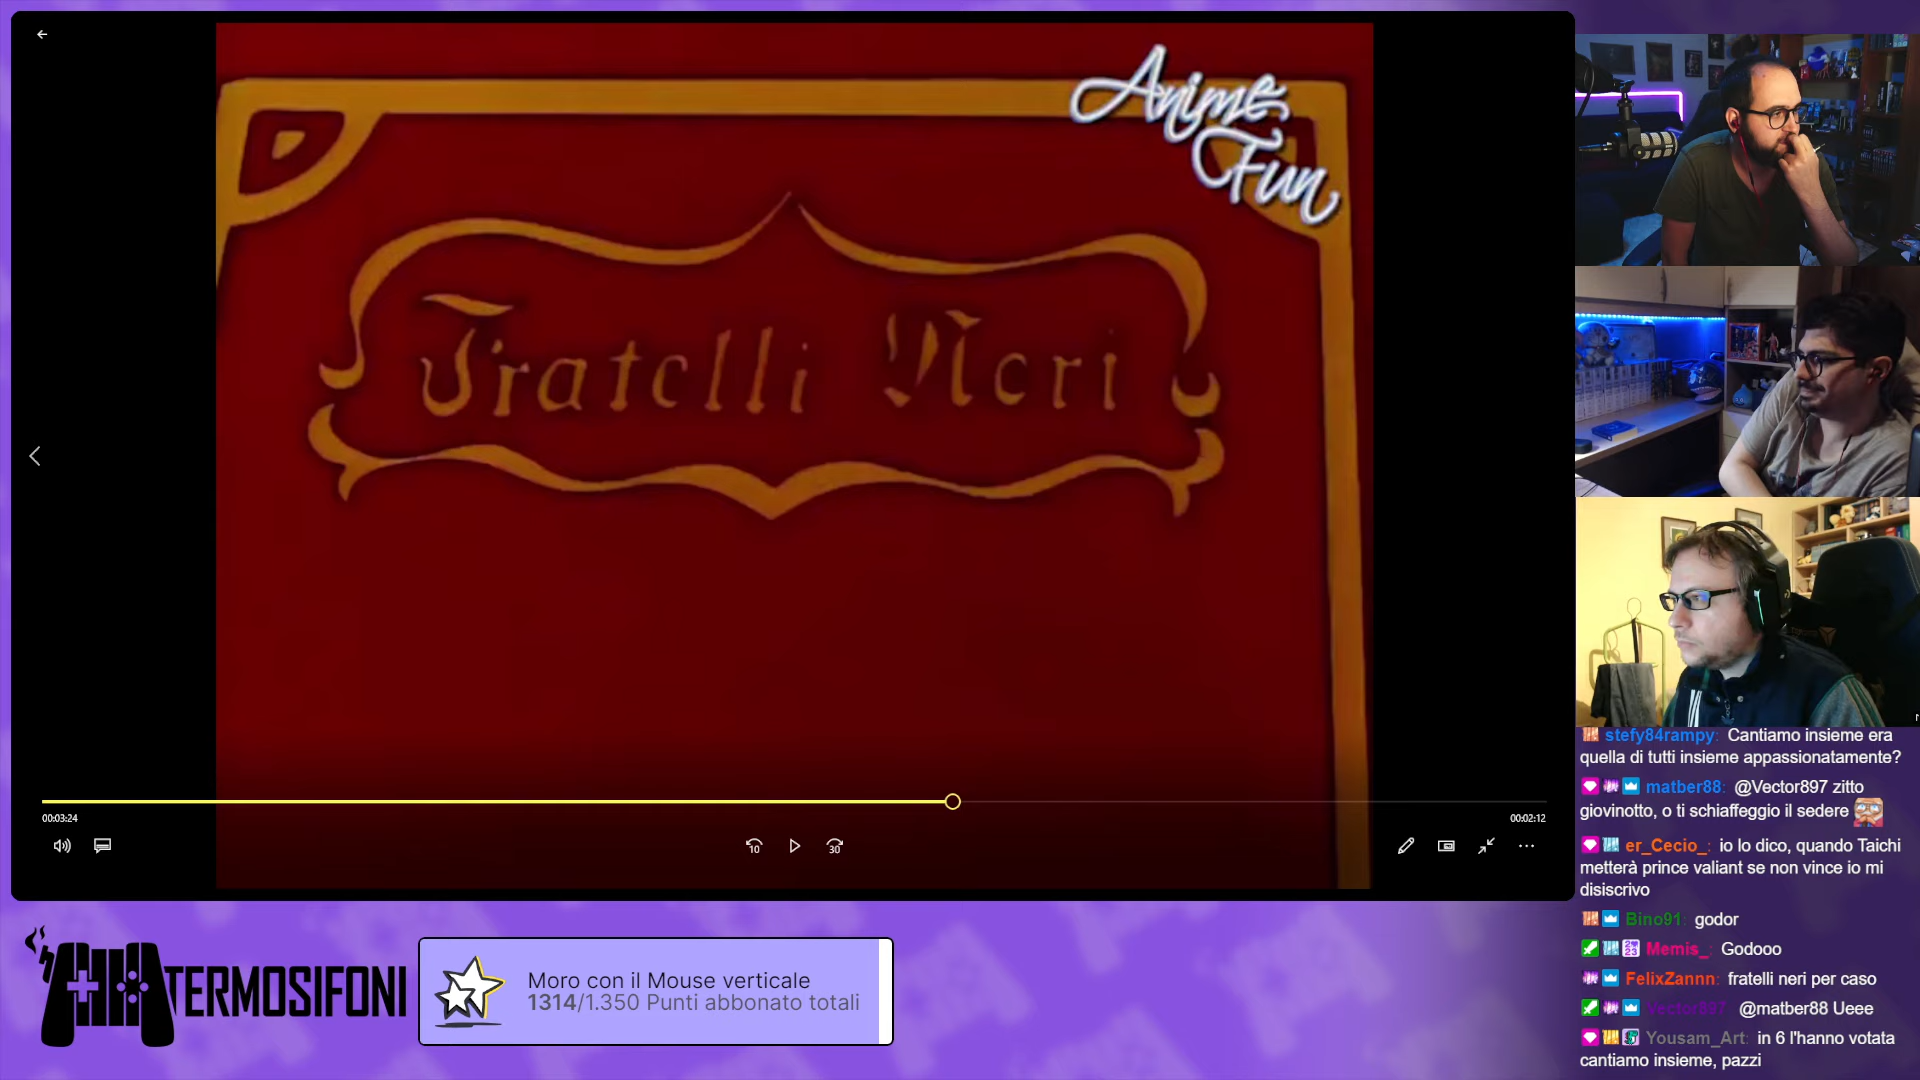 Anime
Fun
Fratelli Neri
00:03:24
00:02:12
10
30
TERMOSIFONI
Moro con il Mouse verticale
1314/1.350 Punti abbonato totali
stefy84rampy: Cantiamo insieme era
quella di tutti insieme appassionatamente?
matber88: @Vector897 zitto
giovinotto, o ti schiaffeggio il sedere
er_Cecio_: io lo dico, quando Taichi
metterà prince valiant se non vince io mi
disiscrivo
Bino91: godor
Memis_: Godooo
FelixZannn: fratelli neri per caso
Vector897: @matber88 Ueee
Yousam_Art: in 6 l'hanno votata
cantiamo insieme, pazzi